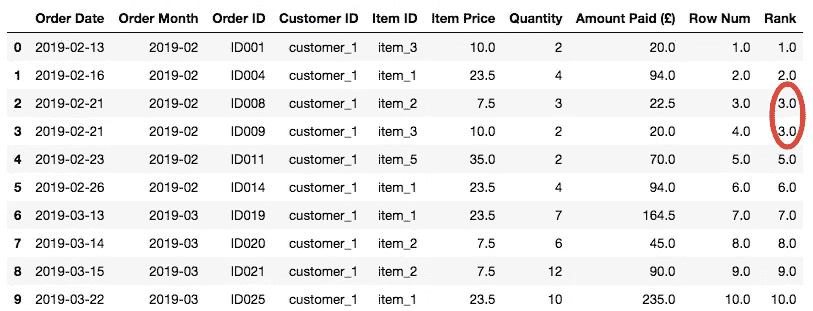 Order Date Order Month Order ID Customer ID Item ID Item Price Quantity Amount Paid (£) Row Num Rank
0 2019-02-13 2019-02 ID001 customer_1 item_3 10.0 2 20.0 1.0 1.0
1 2019-02-16 2019-02 ID004 customer_1 item_1 23.5 4 94.0 2.0 2.0
2 2019-02-21 2019-02 ID008 customer_1 item_2 7.5 3 22.5 3.0 3.0
3 2019-02-21 2019-02 ID009 customer_1 item_3 10.0 2 20.0 4.0 3.0
4 2019-02-23 2019-02 ID011 customer_1 item_5 35.0 2 70.0 5.0 5.0
5 2019-02-26 2019-02 ID014 customer_1 item_1 23.5 4 94.0 6.0 6.0
6 2019-03-13 2019-03 ID019 customer_1 item_1 23.5 7 164.5 7.0 7.0
7 2019-03-14 2019-03 ID020 customer_1 item_2 7.5 6 45.0 8.0 8.0
8 2019-03-15 2019-03 ID021 customer_1 item_2 7.5 12 90.0 9.0 9.0
9 2019-03-22 2019-03 ID025 customer_1 item_1 23.5 10 235.0 10.0 10.0